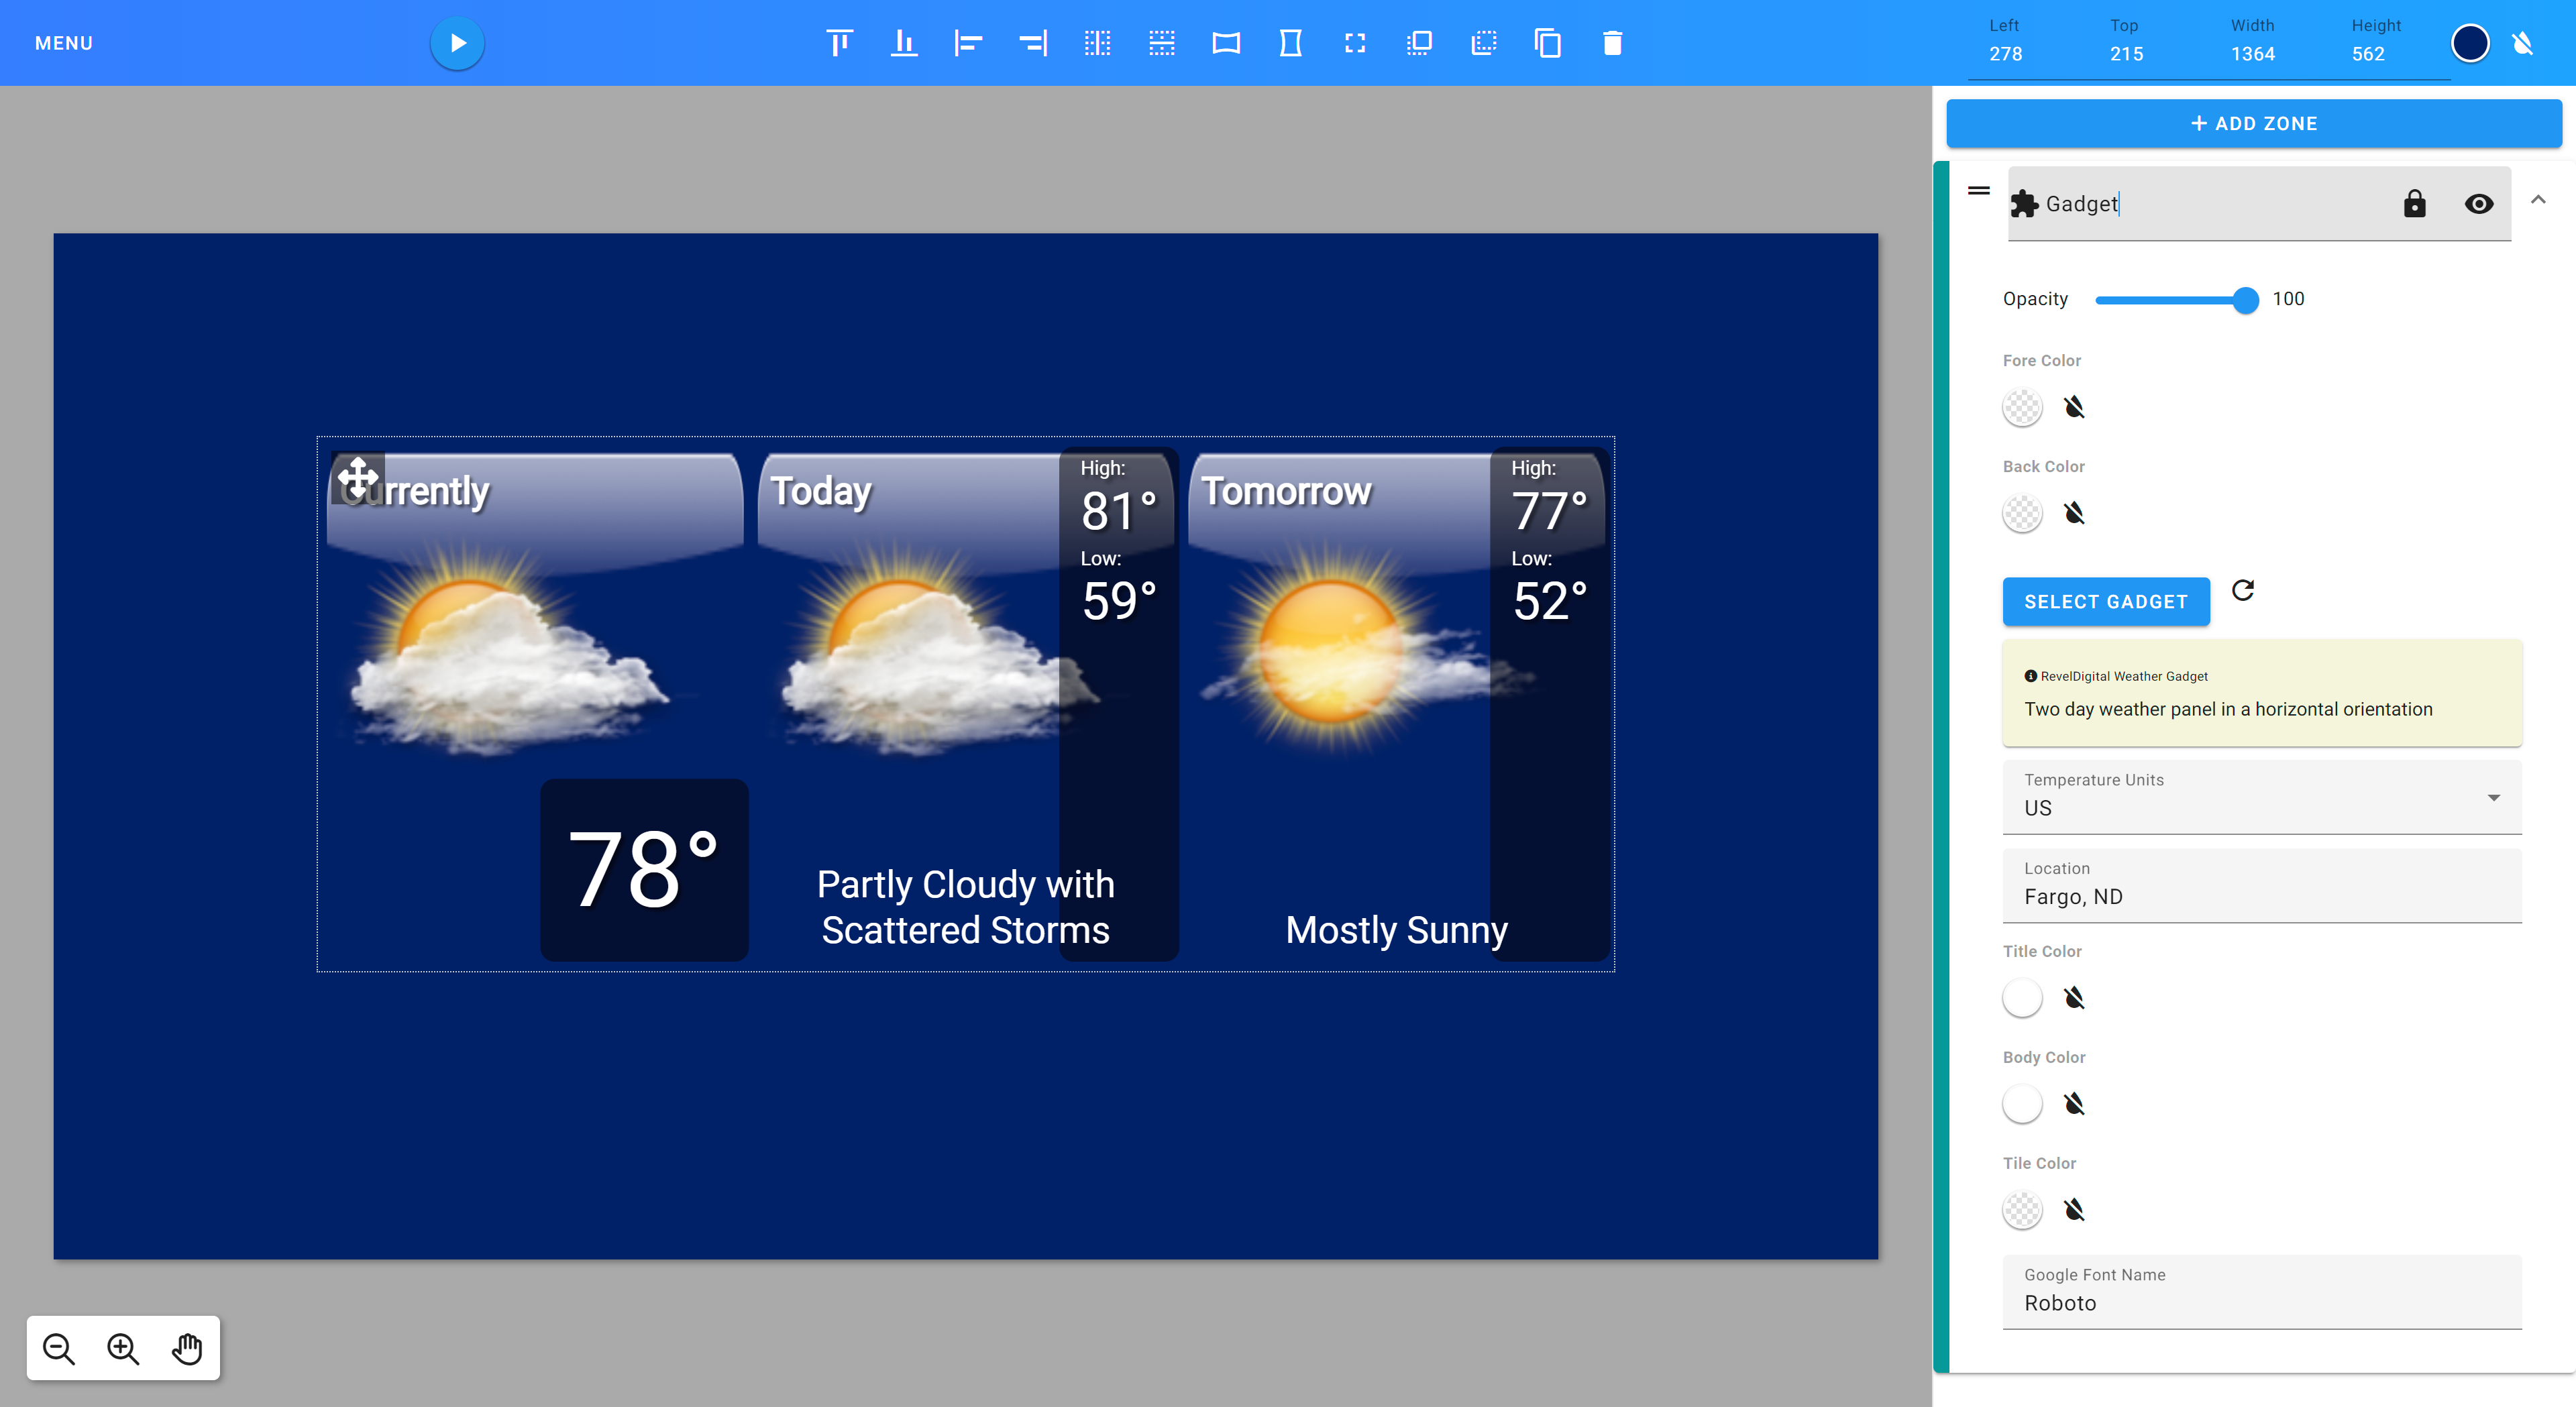 MENU
Left Top Width Height
278 215 1364 562
ADD ZONE
Gadget
Opacity 100
Fore Color
Back Color
SELECT GADGET
RevelDigital Weather Gadget
Two day weather panel in a horizontal orientation
Temperature Units
US
Location
Fargo, ND
Title Color
Body Color
Tile Color
Google Font Name
Roboto
Currently
78°
Today
High:
81°
Low:
59°
Partly Cloudy with
Scattered Storms
Tomorrow
High:
77°
Low:
52°
Mostly Sunny